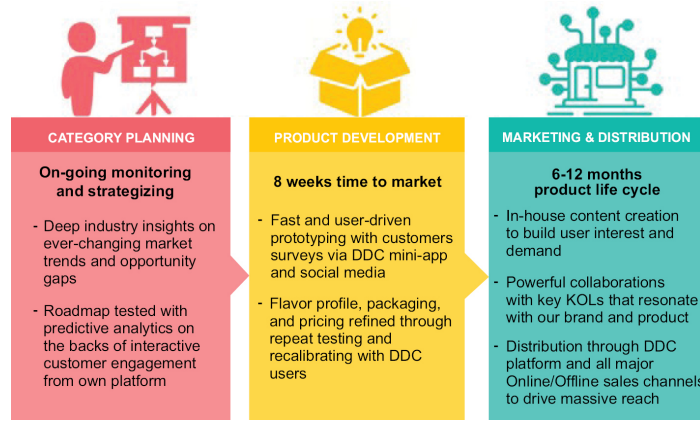 CATEGORY PLANNING
On-going monitoring
and strategizing
- Deep industry insights on
ever-changing market
trends and opportunity
gaps
- Roadmap tested with
predictive analytics on
the backs of interactive
customer engagement
from own platform
PRODUCT DEVELOPMENT
8 weeks time to market
- Fast and user-driven
prototyping with customers
surveys via DDC mini-app
and social media
- Flavor profile, packaging,
and pricing refined through
repeat testing and
recalibrating with DDC
users
MARKETING & DISTRIBUTION
6-12 months
product life cycle
- In-house content creation
to build user interest and
demand
- Powerful collaborations
with key KOLs that resonate
with our brand and product
- Distribution through DDC
platform and all major
Online/Offline sales channels
to drive massive reach